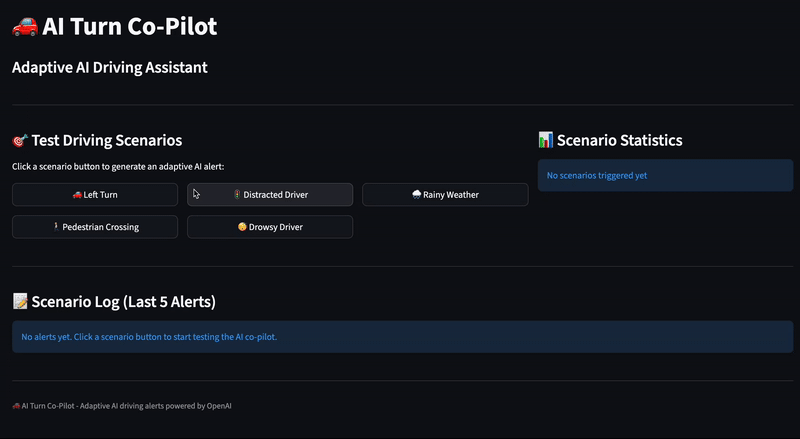 🚗 AI Turn Co-Pilot
Adaptive AI Driving Assistant
🎯 Test Driving Scenarios
Click a scenario button to generate an adaptive AI alert:
🚗 Left Turn
🚦 Distracted Driver
🌧️ Rainy Weather
🚶 Pedestrian Crossing
😴 Drowsy Driver
📊 Scenario Statistics
No scenarios triggered yet
📝 Scenario Log (Last 5 Alerts)
No alerts yet. Click a scenario button to start testing the AI co-pilot.
🚗 AI Turn Co-Pilot - Adaptive AI driving alerts powered by OpenAI